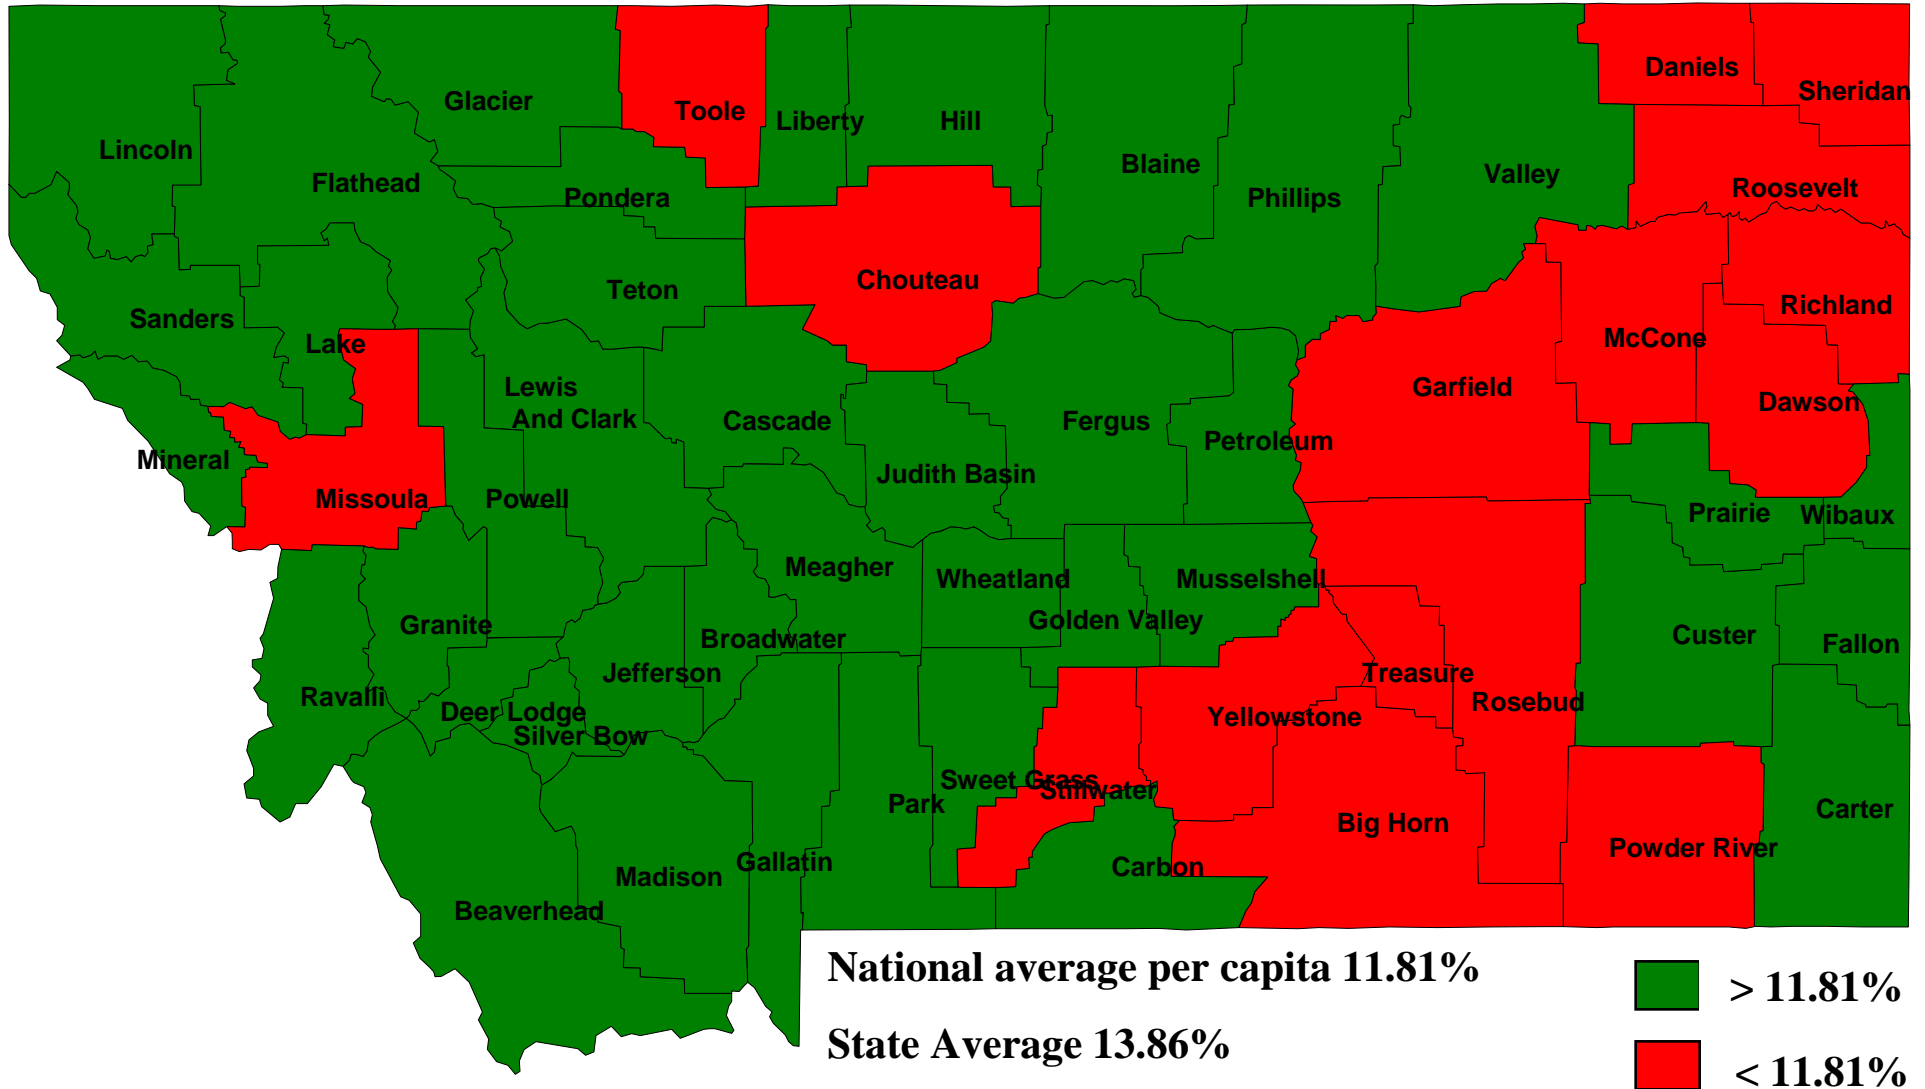 Daniels
Sheridan
Glacier
Toole
Liberty
Hill
Lincoln
Blaine
Valley
Flathead
Pondera
Phillips
Roosevelt
Chouteau
Teton
Richland
Sanders
Lake
McCone
Lewis
And Clark
Garfield
Dawson
Cascade
Fergus
Petroleum
Mineral
Judith Basin
Missoula
Powell
Prairie
Wibaux
Meagher
Wheatland
Musselshell
Golden Valley
Granite
Broadwater
Custer
Fallon
Jefferson
Treasure
Ravalli
Rosebud
Deer Lodge
Yellowstone
Silver Bow
Sweet Grass
Stillwater
Park
Big Horn
Carter
Powder River
Gallatin
Carbon
Madison
Beaverhead
National average per capita 11.81%
> 11.81%
State Average 13.86%
< 11.81%